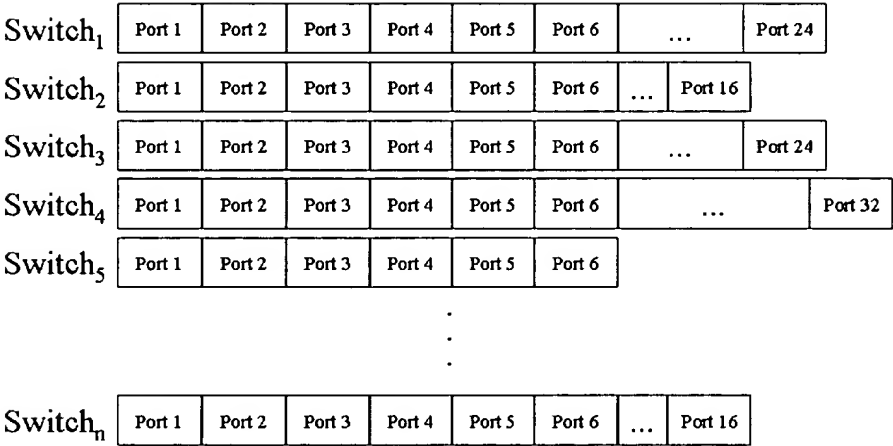 Switch₁ Port 1 Port 2 Port 3 Port 4 Port 5 Port 6 ... Port 24
Switch₂ Port 1 Port 2 Port 3 Port 4 Port 5 Port 6 ... Port 16
Switch₃ Port 1 Port 2 Port 3 Port 4 Port 5 Port 6 ... Port 24
Switch₄ Port 1 Port 2 Port 3 Port 4 Port 5 Port 6 ... Port 32
Switch₅ Port 1 Port 2 Port 3 Port 4 Port 5 Port 6
.
.
.
Switchₙ Port 1 Port 2 Port 3 Port 4 Port 5 Port 6 ... Port 16